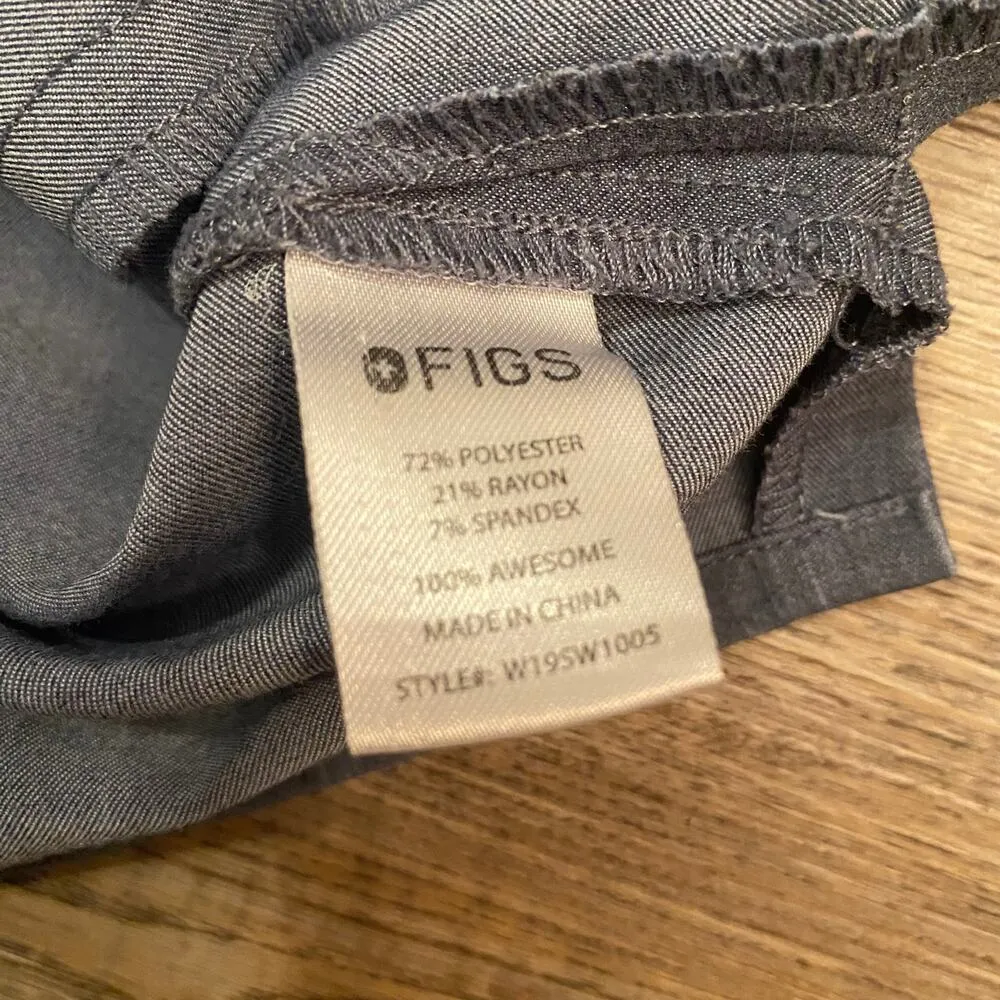 FIGS
72% POLYESTER
21% RAYON
7% SPANDEX
100% AWESOME
MADE IN CHINA
STYLE#: W19SW1005